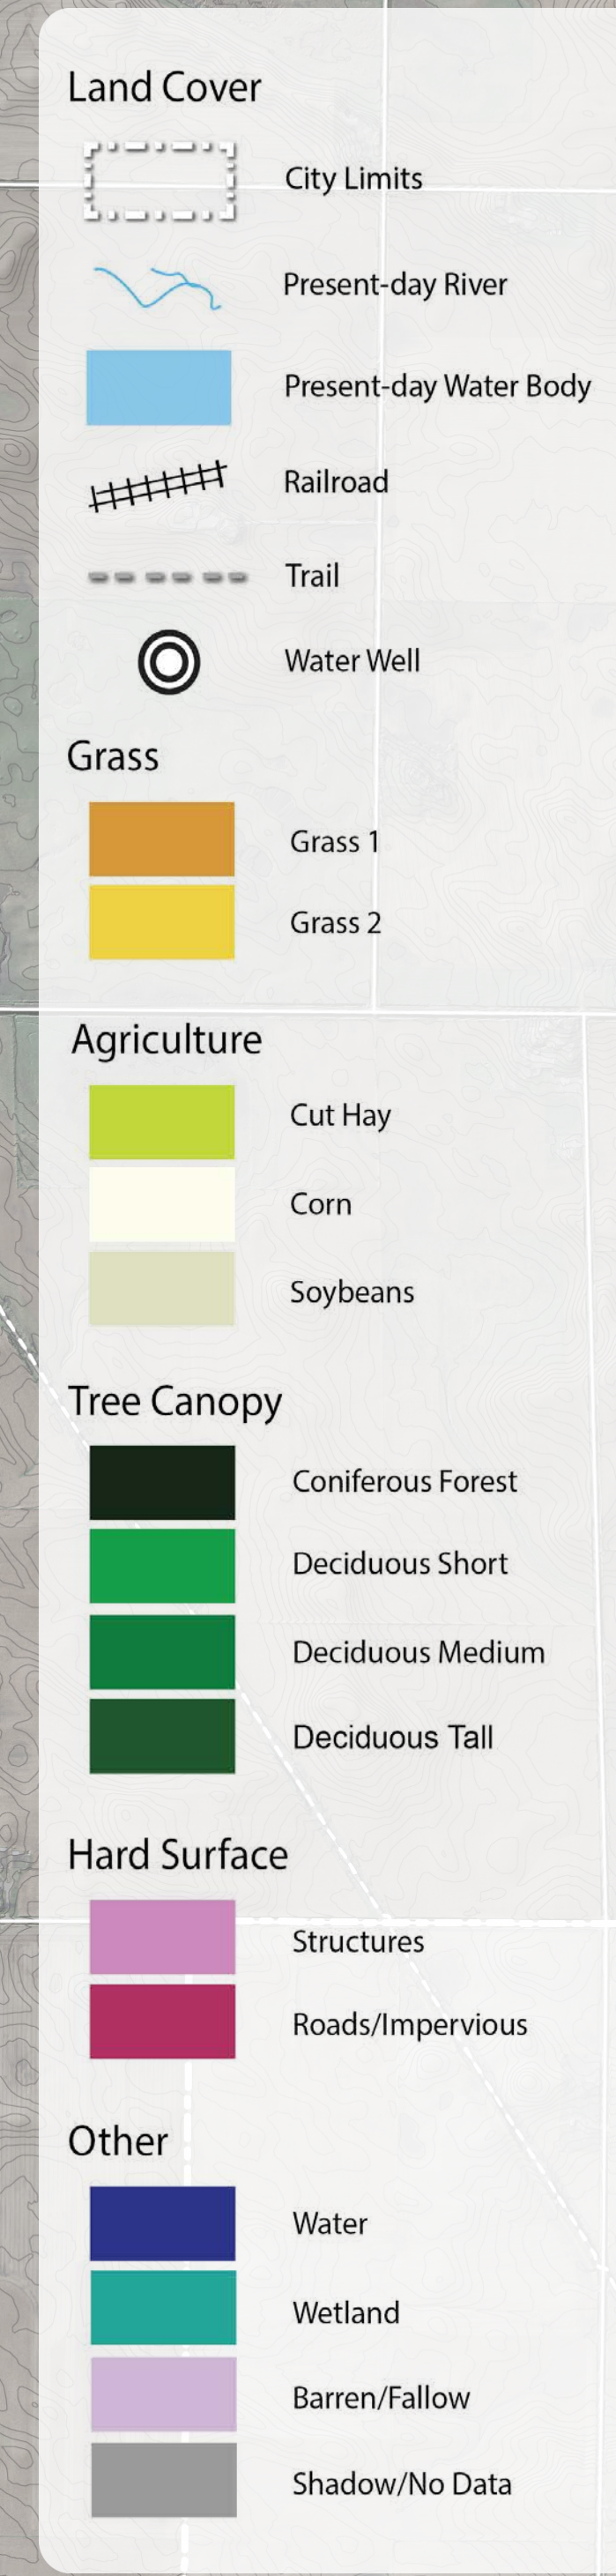 Land Cover
City Limits
Present-day River
Present-day Water Body
Railroad
Trail
Water Well
Grass
Grass 1
Grass 2
Agriculture
Cut Hay
Corn
Soybeans
Tree Canopy
Coniferous Forest
Deciduous Short
Deciduous Medium
Deciduous Tall
Hard Surface
Structures
Roads/Impervious
Other
Water
Wetland
Barren/Fallow
Shadow/No Data